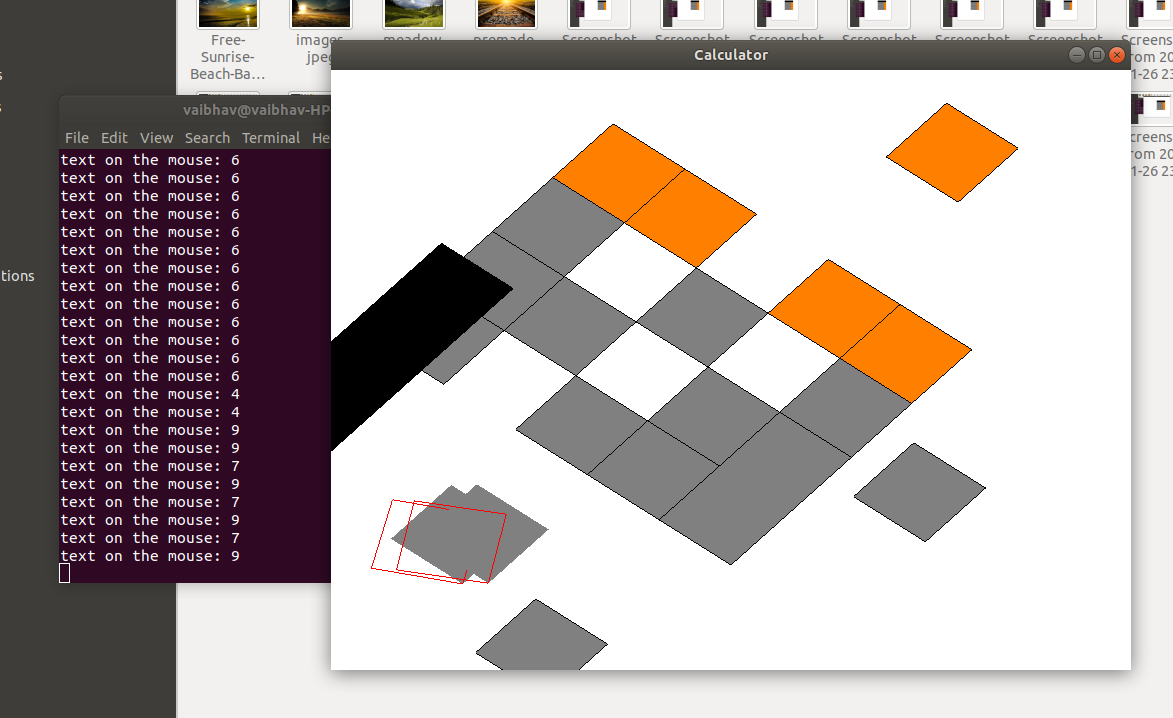 Free-
Sunrise-
Beach-Ba...
images
jpeg
meadow
Screenshot
Screenshot
Screenshot
Screenshot
Screenshot
Screenshot
Calculator
vaibhav@vaibhav-HP
File Edit View Search Terminal He
text on the mouse: 6
text on the mouse: 6
text on the mouse: 6
text on the mouse: 6
text on the mouse: 6
text on the mouse: 6
text on the mouse: 6
text on the mouse: 6
text on the mouse: 6
text on the mouse: 6
text on the mouse: 6
text on the mouse: 6
text on the mouse: 6
text on the mouse: 4
text on the mouse: 4
text on the mouse: 9
text on the mouse: 9
text on the mouse: 7
text on the mouse: 9
text on the mouse: 7
text on the mouse: 9
text on the mouse: 7
text on the mouse: 9
tions
Screens
rom 20
1-26 23
creens
rom 20
1-26 23